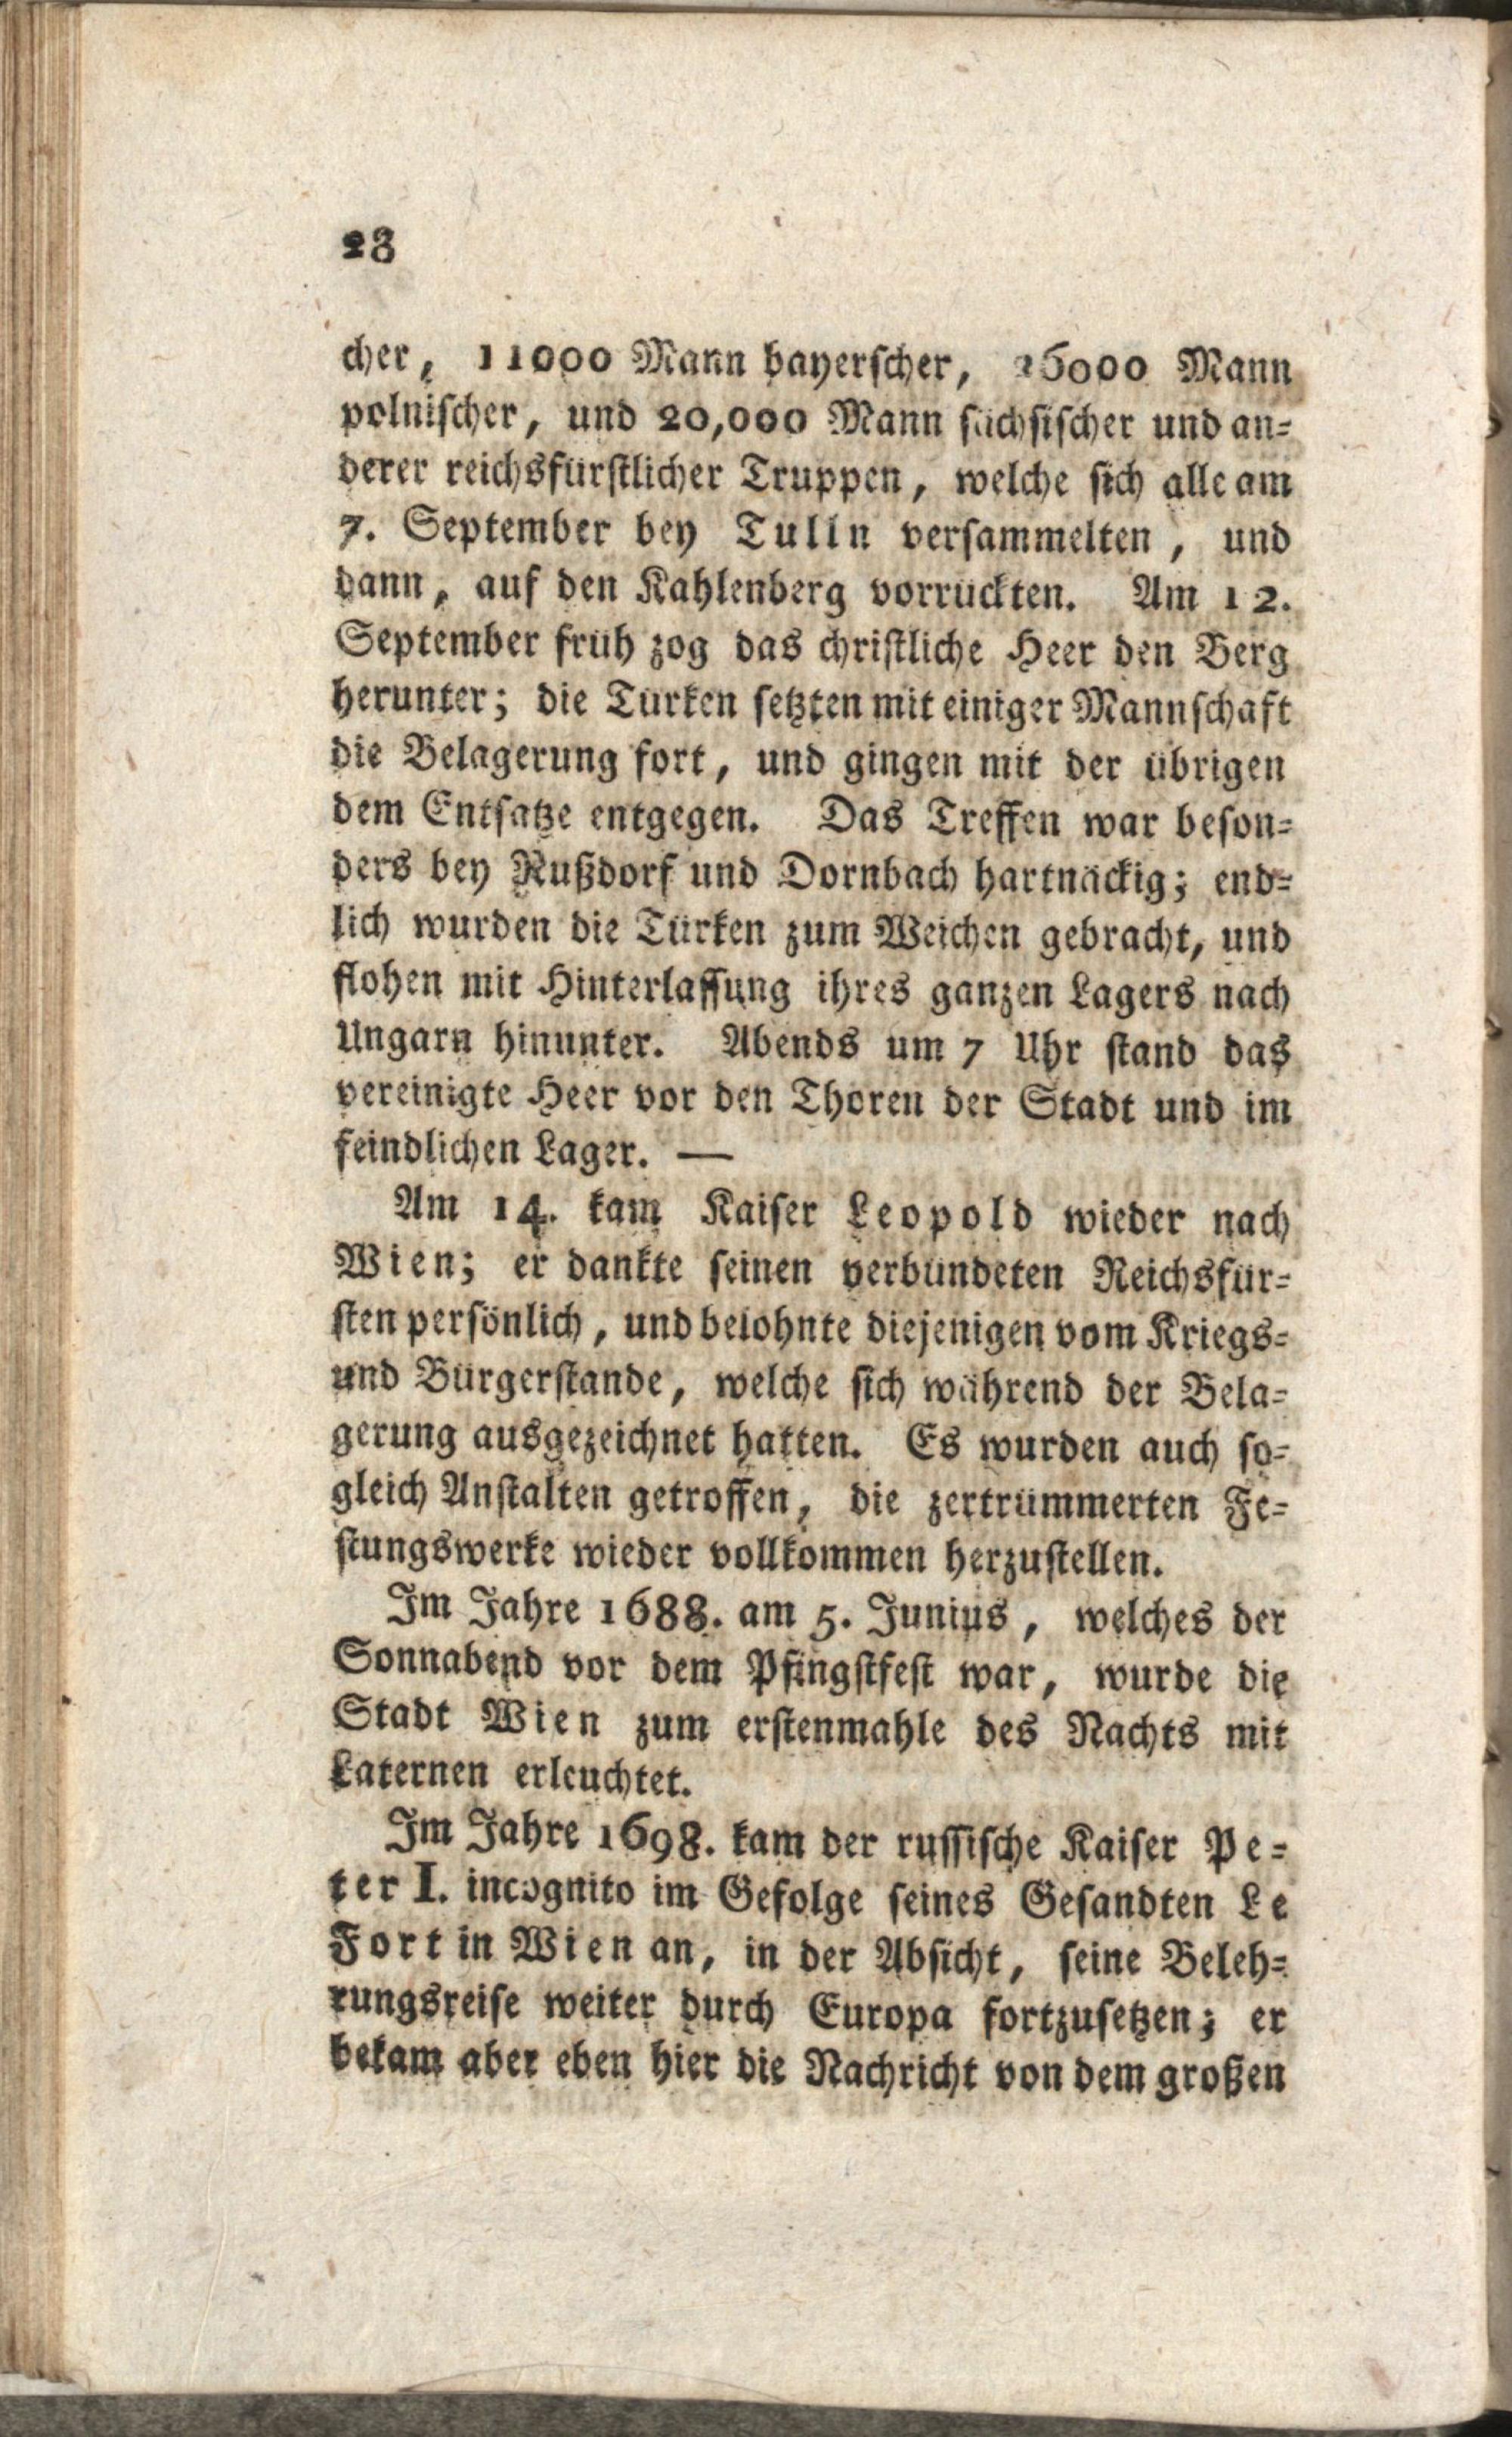 28
cher, 11000 Mann bayerscher, 26000 Mann
polnischer, und 20,000 Mann sächsischer und an=
derer reichsfürstlicher Truppen, welche sich alle am
7. September bey Tulln versammelten, und
dann, auf den Kahlenberg vorrückten. Am 12.
September früh zog das christliche Heer den Berg
herunter; die Türken setzten mit einiger Mannschaft
die Belagerung fort, und gingen mit der übrigen
dem Entsatze entgegen. Das Treffen war beson=
ders bey Nußdorf und Dornbach hartnäckig; end=
lich wurden die Türken zum Weichen gebracht, und
flohen mit Hinterlassung ihres ganzen Lagers nach
Ungarn hinunter. Abends um 7 Uhr stand das
vereinigte Heer vor den Thoren der Stadt und im
feindlichen Lager. —
Am 14. kam Kaiser Leopold wieder nach
Wien; er dankte seinen verbündeten Reichsfür=
sten persönlich, und belohnte diejenigen vom Kriegs=
und Bürgerstande, welche sich während der Bela=
gerung ausgezeichnet hatten. Es wurden auch so=
gleich Anstalten getroffen, die zertrümmerten Fe=
stungswerke wieder vollkommen herzustellen.
Im Jahre 1688. am 5. Junius, welches der
Sonnabend vor dem Pfingstfest war, wurde die
Stadt Wien zum erstenmahle des Nachts mit
Laternen erleuchtet.
Im Jahre 1698. kam der russische Kaiser Pe=
ter I. incognito im Gefolge seines Gesandten Le
Fort in Wien an, in der Absicht, seine Beleh=
rungsreise weiter durch Europa fortzusetzen; er
bekam aber eben hier die Nachricht von dem großen